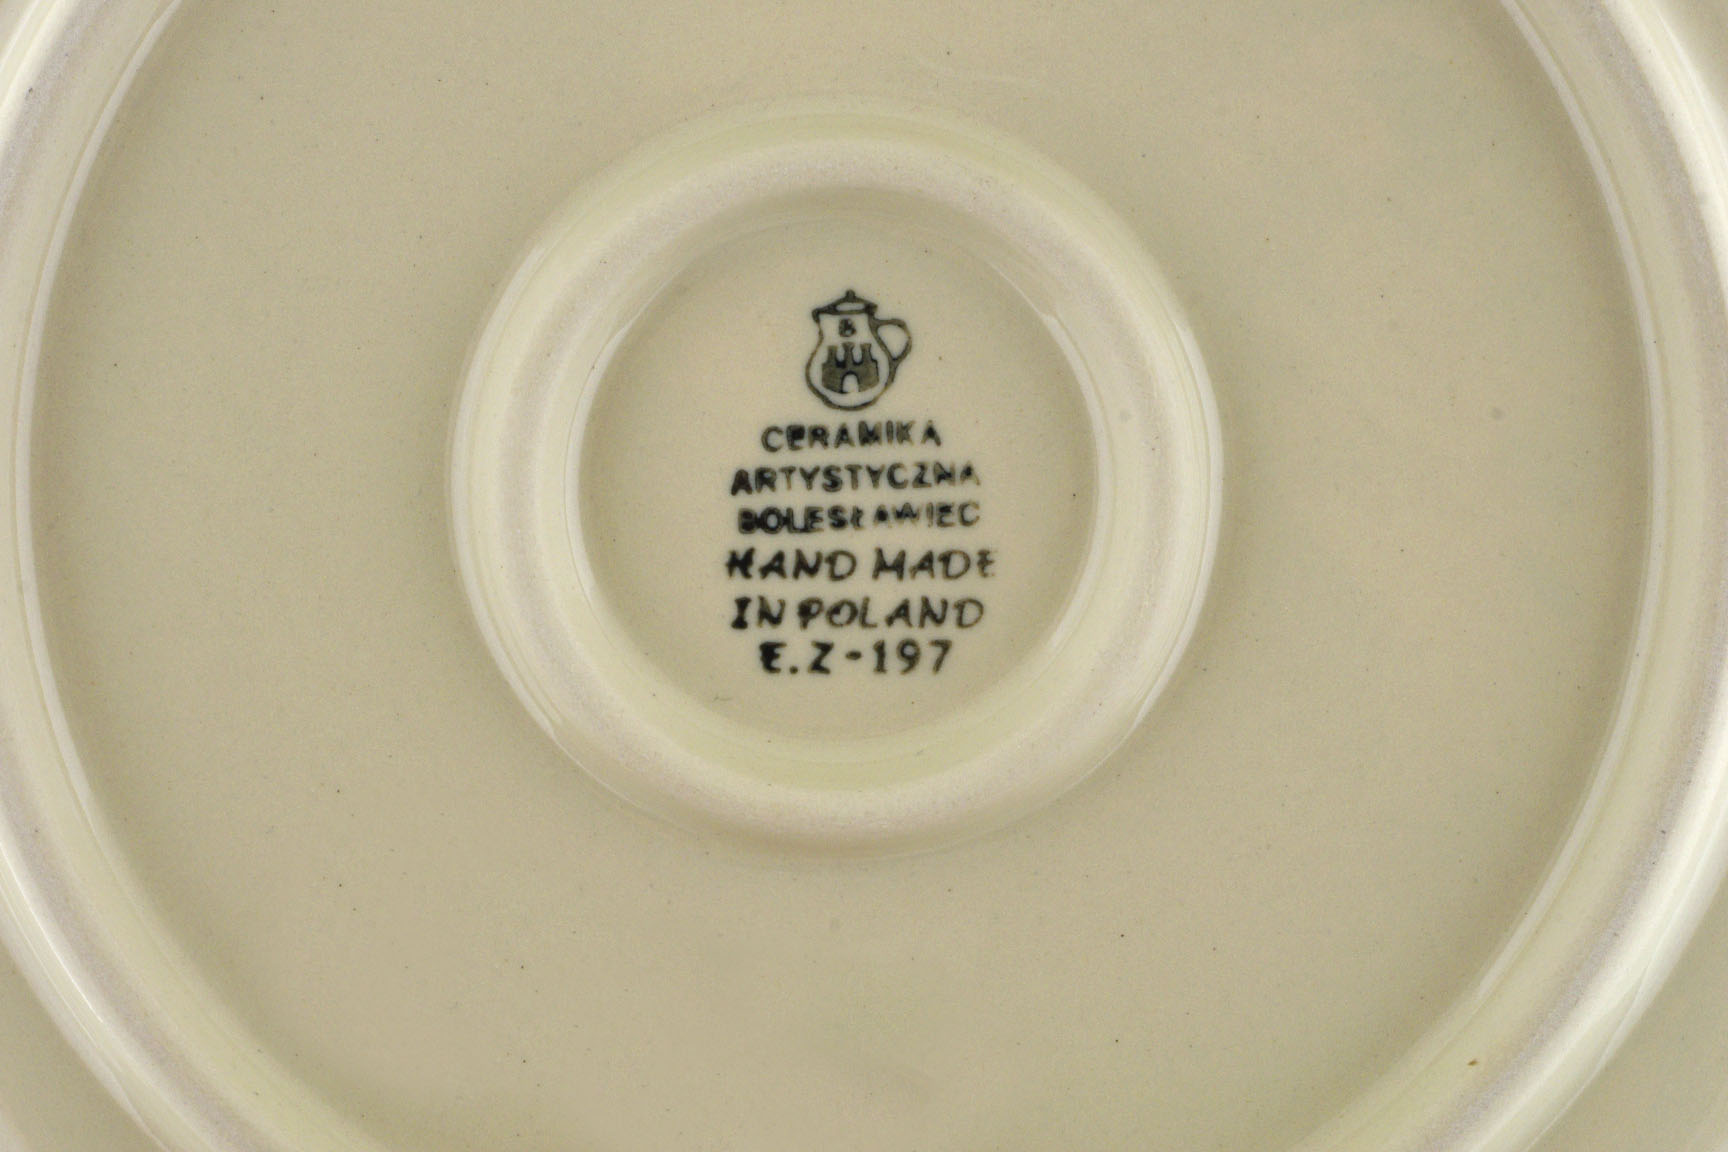 B
CERAMIKA
ARTYSTYCZNA
BOLESŁAWIEC
HAND MADE
IN POLAND
E.Z-197